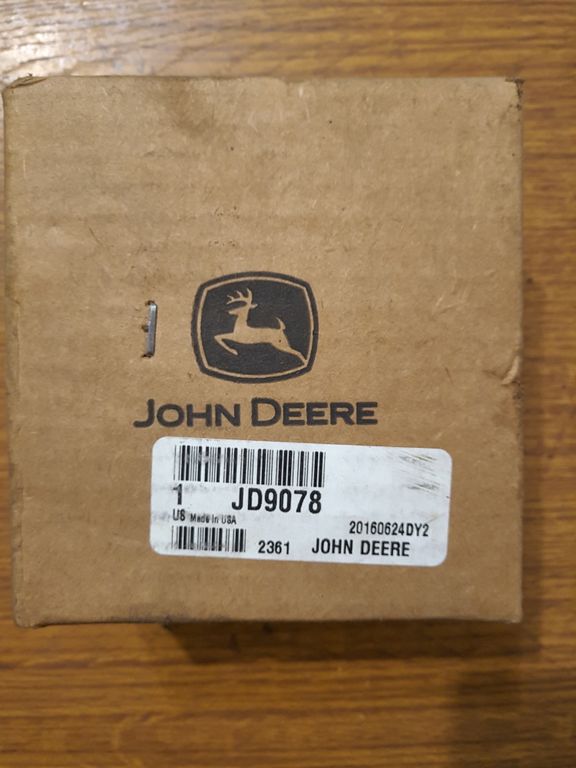 JOHN DEERE
1 JD9078
US Made in USA
20160624DY2
2361 JOHN DEERE